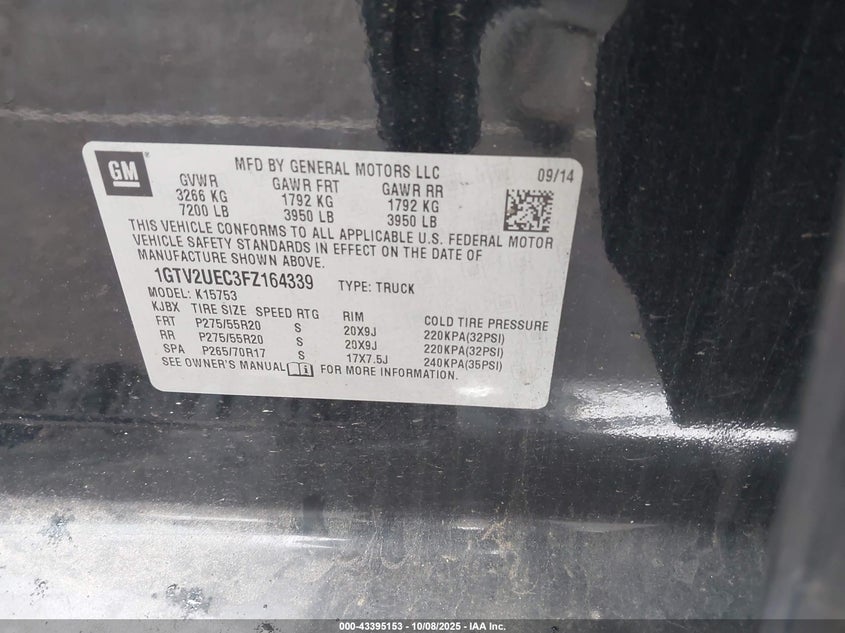 GM
MFD BY GENERAL MOTORS LLC 09/14
GVWR GAWR FRT GAWR RR
3266 KG 1792 KG 1792 KG
7200 LB 3950 LB 3950 LB
THIS VEHICLE CONFORMS TO ALL APPLICABLE U.S. FEDERAL MOTOR
VEHICLE SAFETY STANDARDS IN EFFECT ON THE DATE OF
MANUFACTURE SHOWN ABOVE.
1GTV2UEC3FZ164339 TYPE: TRUCK
MODEL: K15753
KJBX TIRE SIZE SPEED RTG RIM COLD TIRE PRESSURE
FRT P275/55R20 S 20X9J 220KPA(32PSI)
RR P275/55R20 S 20X9J 220KPA(32PSI)
SPA P265/70R17 S 17X7.5J 240KPA(35PSI)
SEE OWNER'S MANUAL FOR MORE INFORMATION.
000-43395153 - 10/08/2025 - IAA Inc.